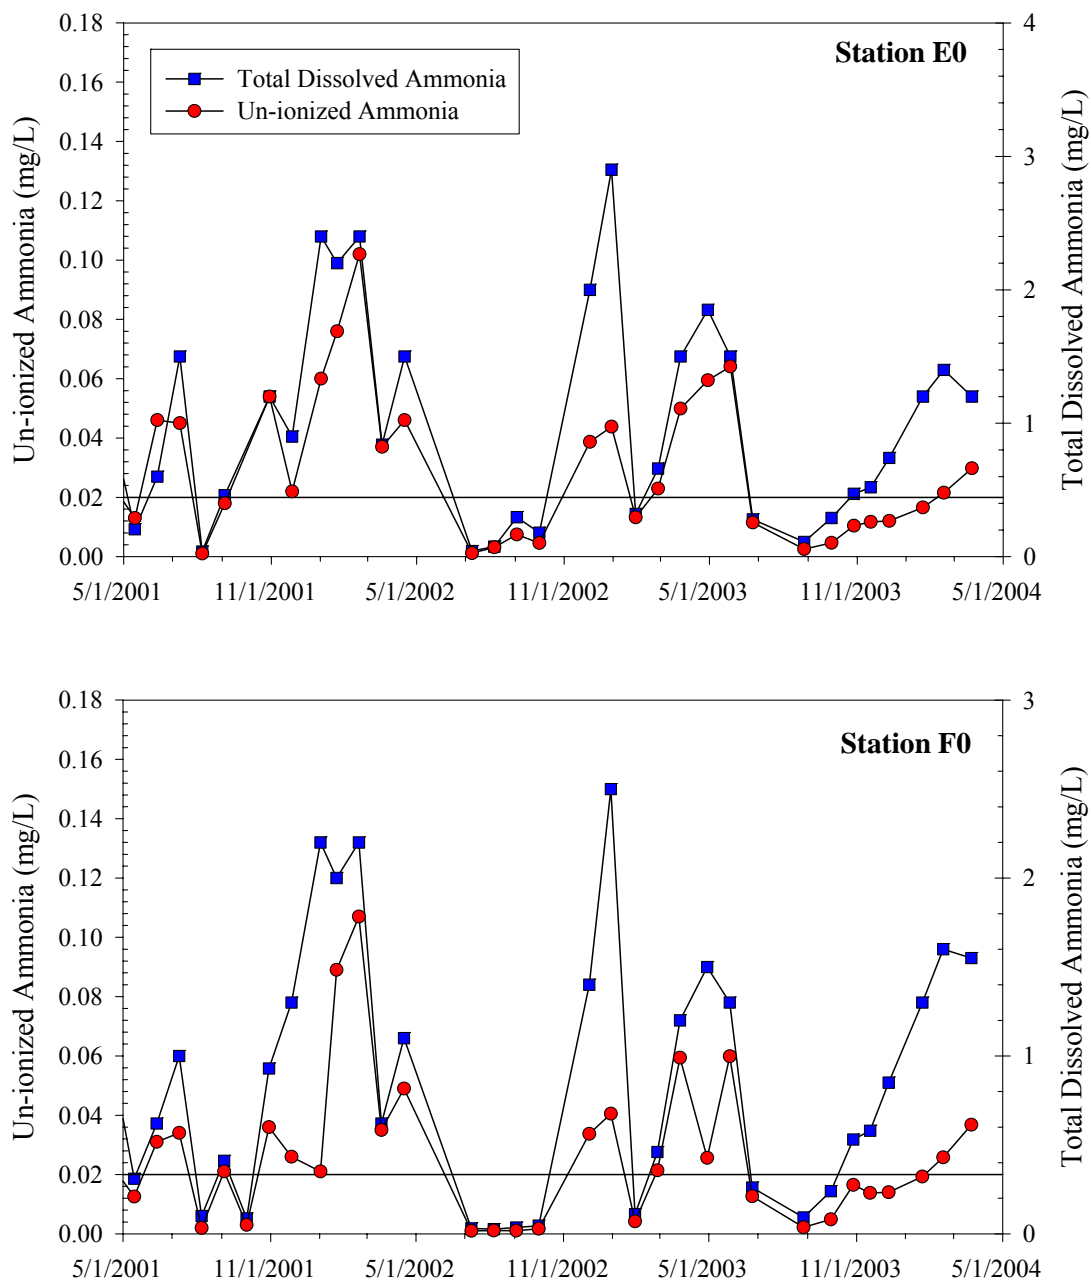 Station E0
Total Dissolved Ammonia
Un-ionized Ammonia
Un-ionized Ammonia (mg/L)
0.18
0.16
0.14
0.12
0.10
0.08
0.06
0.04
0.02
0.00
Total Dissolved Ammonia (mg/L)
4
3
2
1
0
5/1/2001 11/1/2001 5/1/2002 11/1/2002 5/1/2003 11/1/2003 5/1/2004
Station F0
Un-ionized Ammonia (mg/L)
0.18
0.16
0.14
0.12
0.10
0.08
0.06
0.04
0.02
0.00
Total Dissolved Ammonia (mg/L)
3
2
1
0
5/1/2001 11/1/2001 5/1/2002 11/1/2002 5/1/2003 11/1/2003 5/1/2004